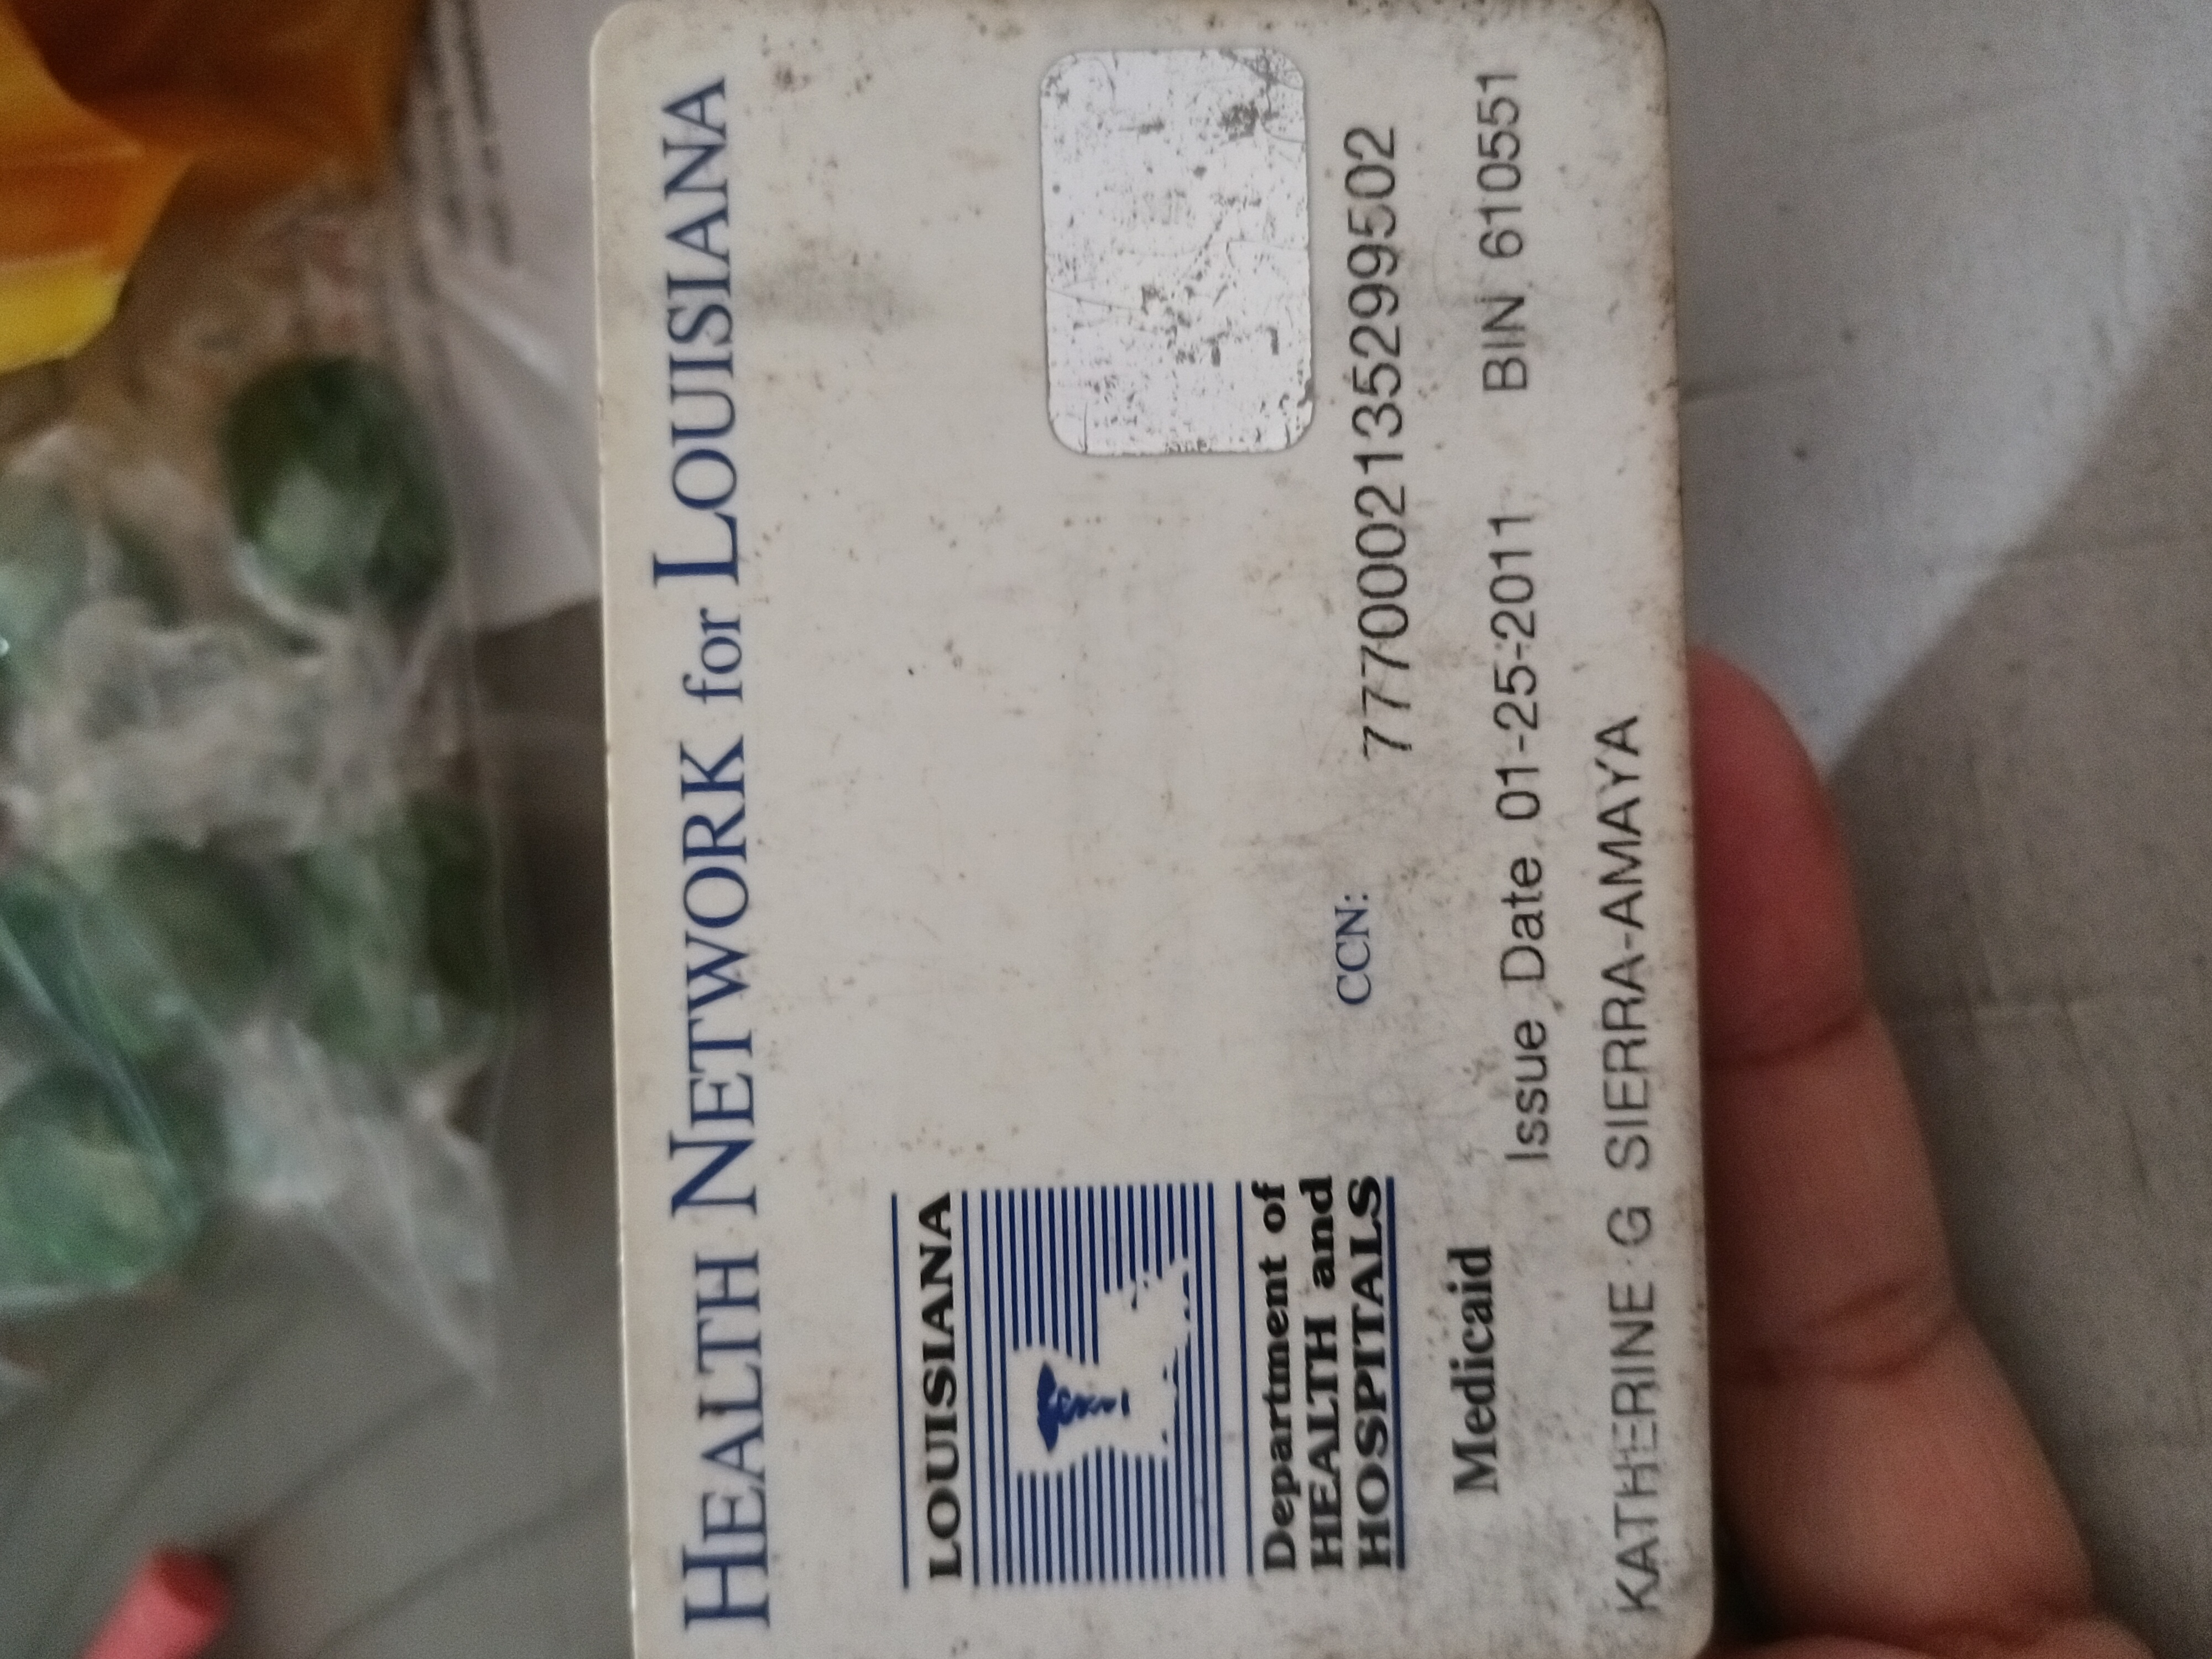 HEALTH NETWORK for LOUISIANA
LOUISIANA
Department of
HEALTH and
HOSPITALS
CCN: 7770002135299502
Medicaid
Issue Date 01-25-2011 BIN 610551
KATHERINE G SIERRA-AMAYA